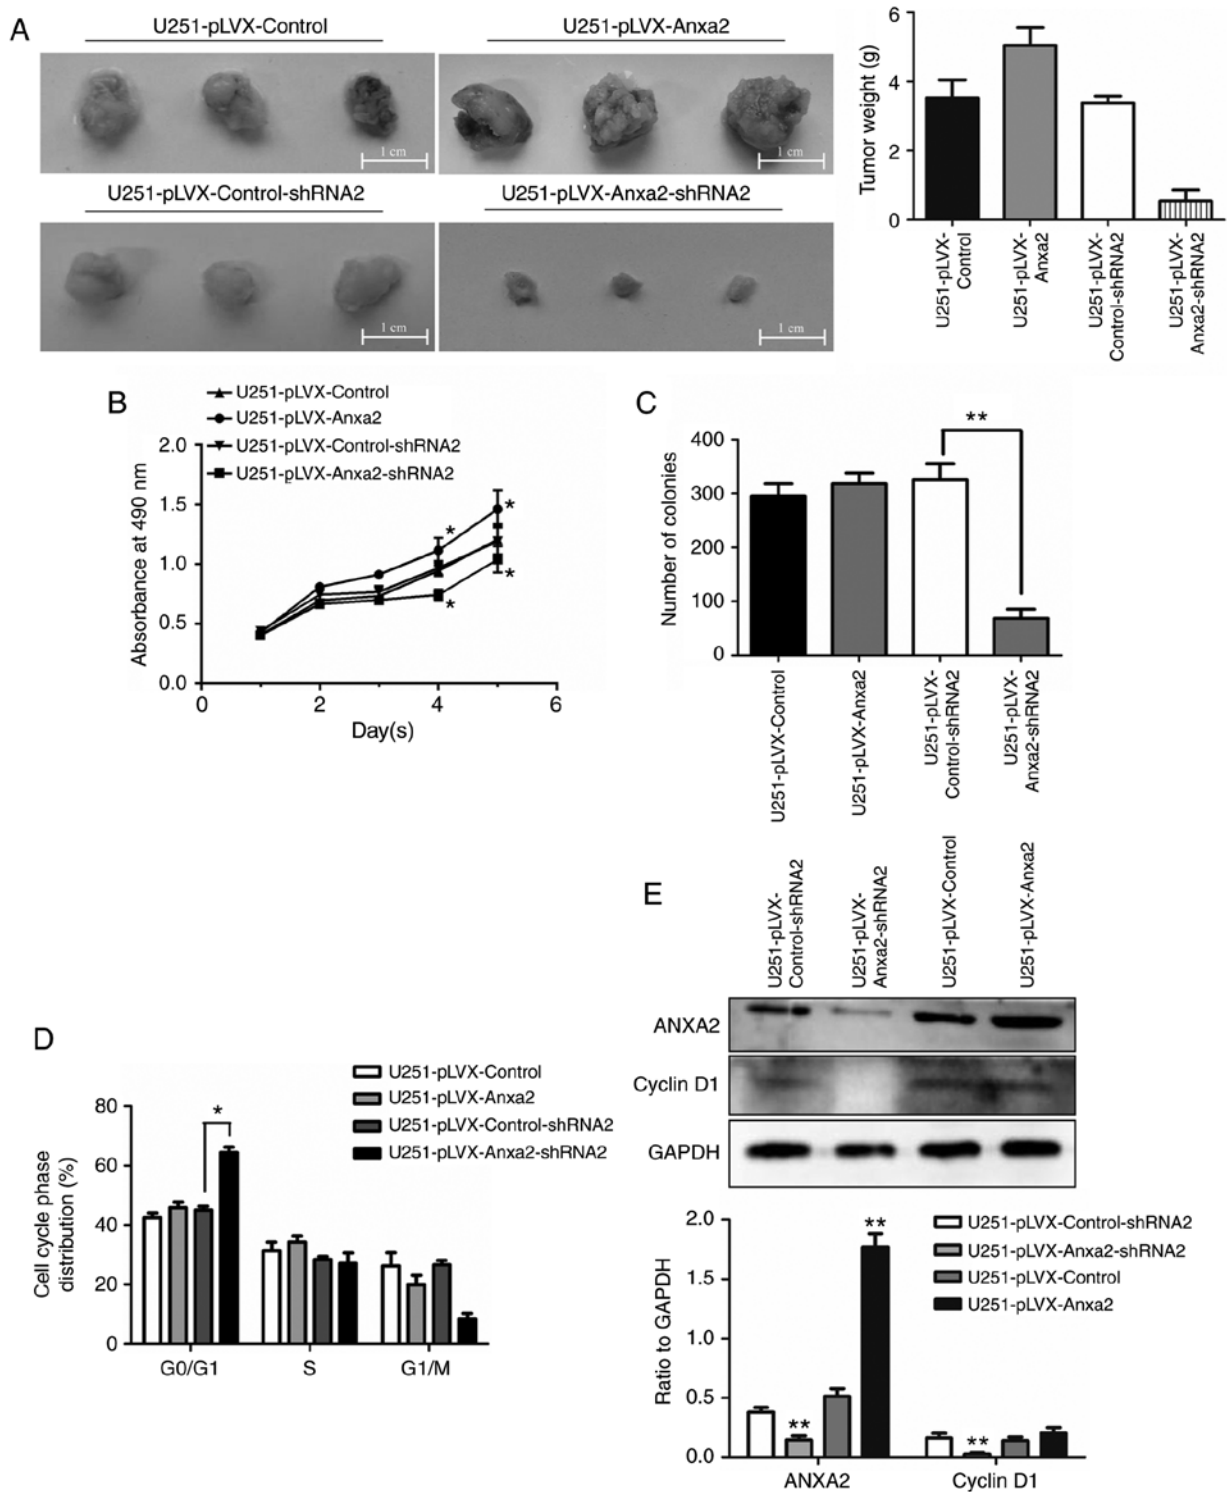 A
U251-pLVX-Control
U251-pLVX-Anxa2
1 cm
1 cm
U251-pLVX-Control-shRNA2
U251-pLVX-Anxa2-shRNA2
1 cm
1 cm
Tumor weight (g)
6
4
2
0
U251-pLVX-
Control
U251-pLVX-
Anxa2
U251-pLVX-
Control-shRNA2
U251-pLVX-
Anxa2-shRNA2
B
U251-pLVX-Control
U251-pLVX-Anxa2
U251-pLVX-Control-shRNA2
U251-pLVX-Anxa2-shRNA2
Absorbance at 490 nm
2.0
1.5
1.0
0.5
0.0
*
*
*
*
0
2
4
6
Day(s)
C
**
Number of colonies
400
300
200
100
0
U251-pLVX-Control
U251-pLVX-Anxa2
U251-pLVX-
Control-shRNA2
U251-pLVX-
Anxa2-shRNA2
D
U251-pLVX-Control
U251-pLVX-Anxa2
U251-pLVX-Control-shRNA2
U251-pLVX-Anxa2-shRNA2
Cell cycle phase
distribution (%)
80
60
40
20
0
*
G0/G1
S
G1/M
E
U251-pLVX-
Control-shRNA2
U251-pLVX-
Anxa2-shRNA2
U251-pLVX-Control
U251-pLVX-Anxa2
ANXA2
Cyclin D1
GAPDH
Ratio to GAPDH
2.0
1.5
1.0
0.5
0.0
U251-pLVX-Control-shRNA2
U251-pLVX-Anxa2-shRNA2
U251-pLVX-Control
U251-pLVX-Anxa2
**
**
**
ANXA2
Cyclin D1